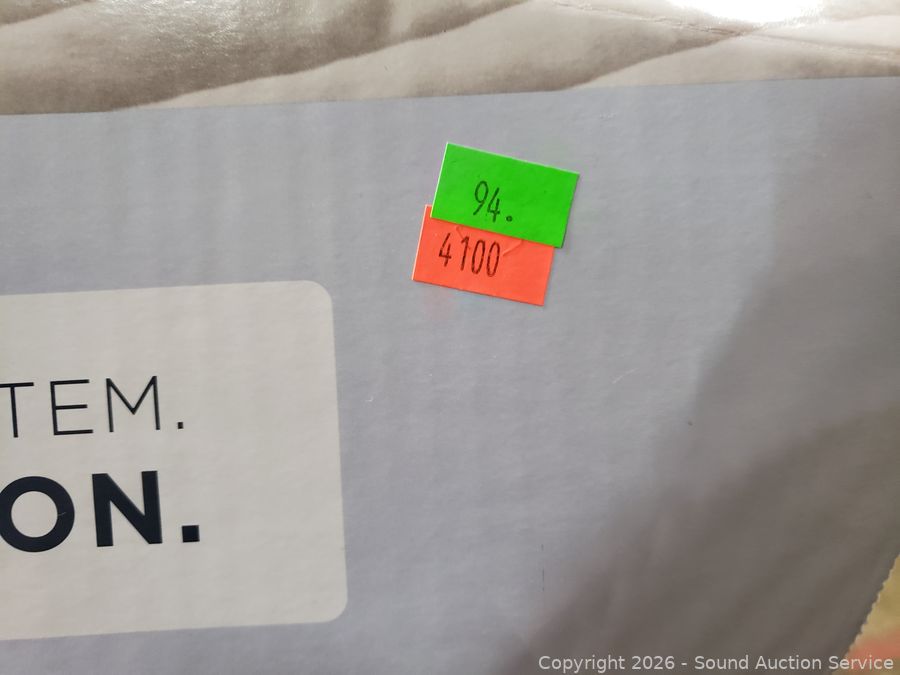 94.
4100
TEM.
ON.
Copyright 2026 - Sound Auction Service